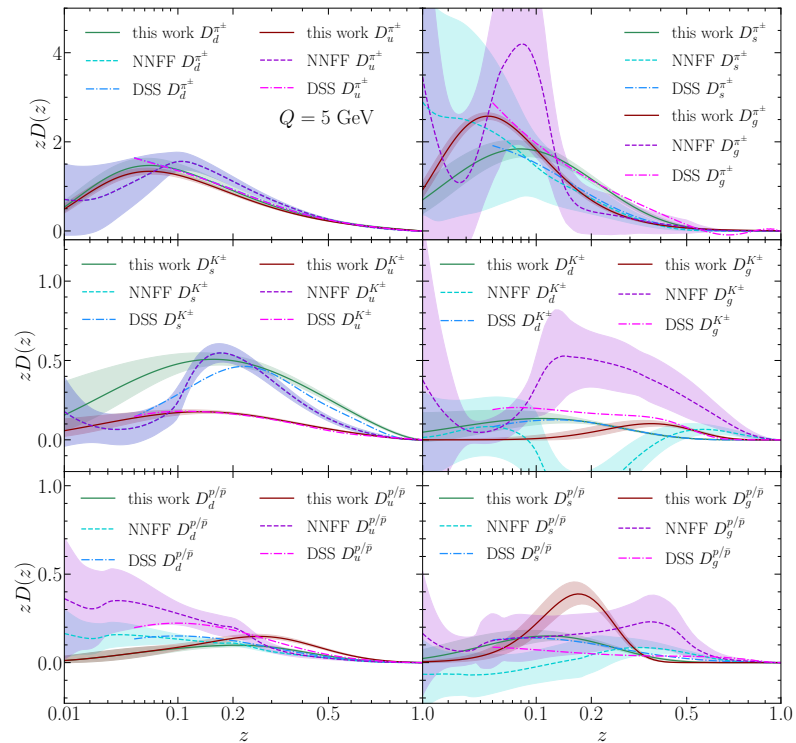 this work $D_d^{\pi^\pm}$ this work $D_u^{\pi^\pm}$
NNFF $D_d^{\pi^\pm}$ NNFF $D_u^{\pi^\pm}$
DSS $D_d^{\pi^\pm}$ DSS $D_u^{\pi^\pm}$
$Q = 5$ GeV
$zD(z)$
4
2
0
this work $D_s^{\pi^\pm}$
NNFF $D_s^{\pi^\pm}$
DSS $D_s^{\pi^\pm}$
this work $D_g^{\pi^\pm}$
NNFF $D_g^{\pi^\pm}$
DSS $D_g^{\pi^\pm}$
this work $D_s^{K^\pm}$ this work $D_u^{K^\pm}$
NNFF $D_s^{K^\pm}$ NNFF $D_u^{K^\pm}$
DSS $D_s^{K^\pm}$ DSS $D_u^{K^\pm}$
$zD(z)$
1.0
0.5
0.0
this work $D_d^{K^\pm}$ this work $D_g^{K^\pm}$
NNFF $D_d^{K^\pm}$ NNFF $D_g^{K^\pm}$
DSS $D_d^{K^\pm}$ DSS $D_g^{K^\pm}$
this work $D_d^{p/\bar{p}}$ this work $D_u^{p/\bar{p}}$
NNFF $D_d^{p/\bar{p}}$ NNFF $D_u^{p/\bar{p}}$
DSS $D_d^{p/\bar{p}}$ DSS $D_u^{p/\bar{p}}$
$zD(z)$
1.0
0.5
0.0
this work $D_s^{p/\bar{p}}$ this work $D_g^{p/\bar{p}}$
NNFF $D_s^{p/\bar{p}}$ NNFF $D_g^{p/\bar{p}}$
DSS $D_s^{p/\bar{p}}$ DSS $D_g^{p/\bar{p}}$
0.01 0.1 0.2 0.5 1.0 0.1 0.2 0.5 1.0
$z$ $z$